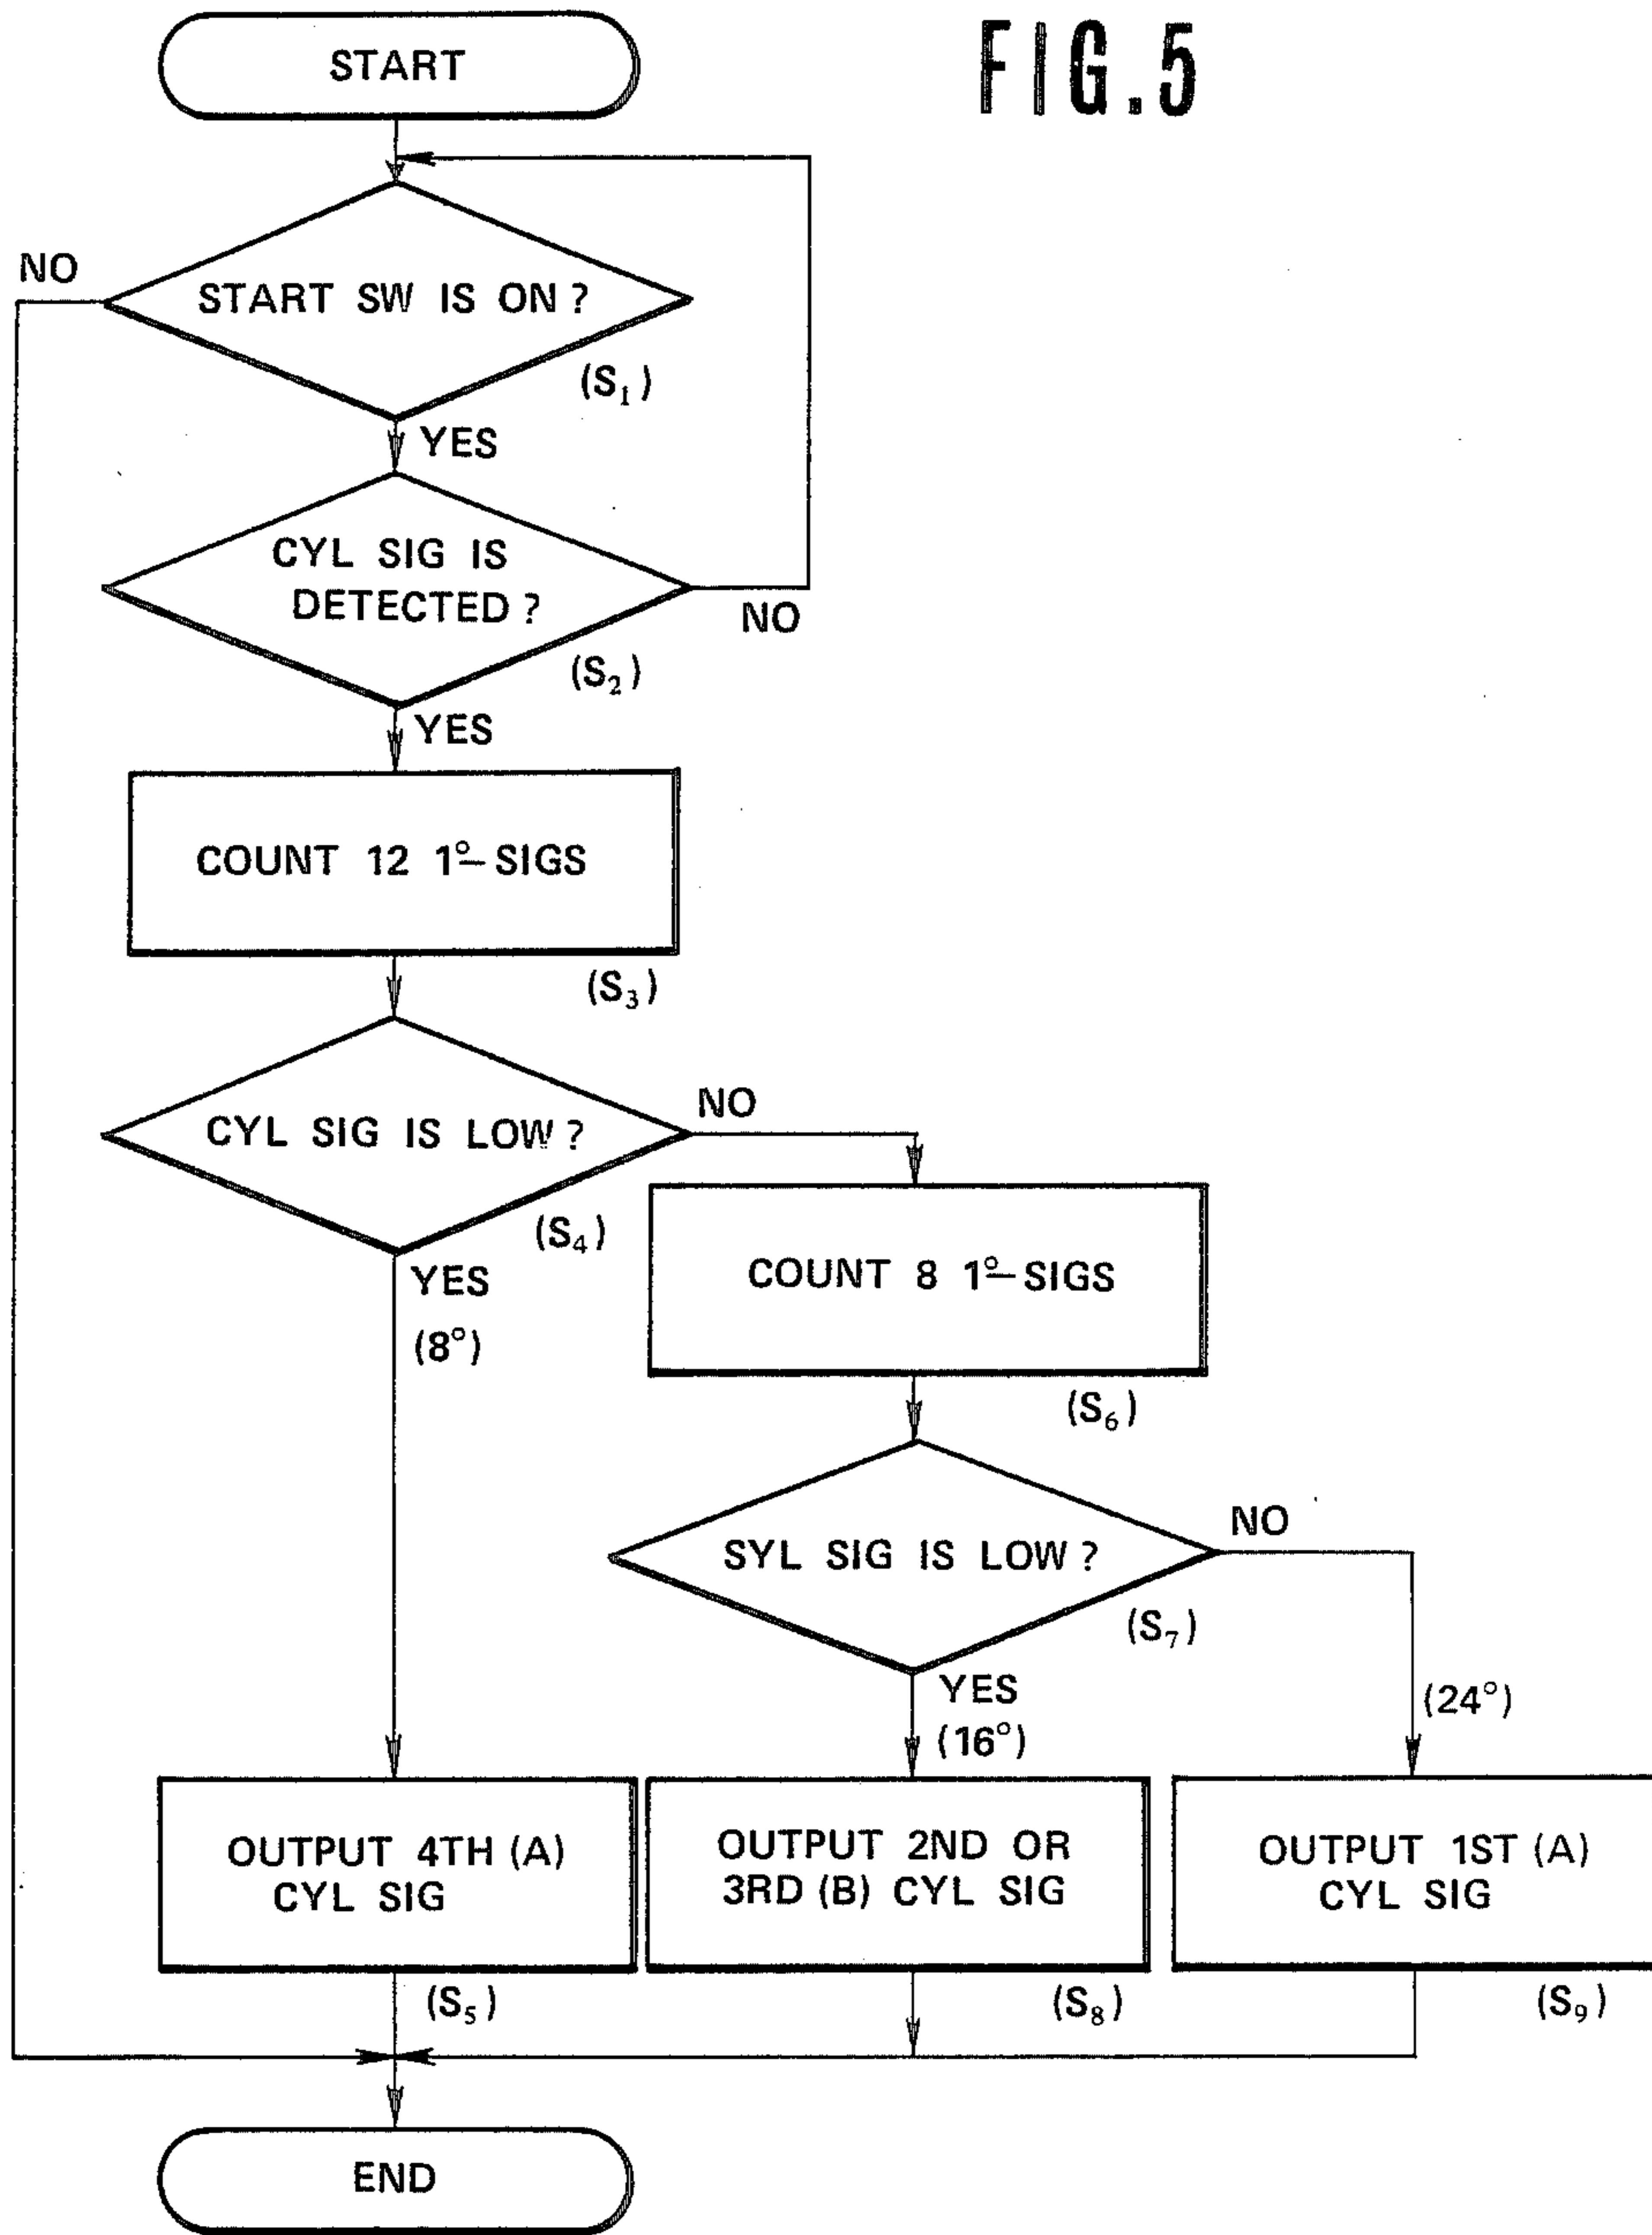 FIG.5
START
NO
START SW IS ON ?
(S₁)
YES
CYL SIG IS
DETECTED ?
NO
(S₂)
YES
COUNT 12 1°-SIGS
(S₃)
NO
CYL SIG IS LOW ?
(S₄)
YES
(8°)
COUNT 8 1°-SIGS
(S₆)
NO
SYL SIG IS LOW ?
(S₇)
YES
(16°)
(24°)
OUTPUT 4TH (A)
CYL SIG
OUTPUT 2ND OR
3RD (B) CYL SIG
OUTPUT 1ST (A)
CYL SIG
(S₅)
(S₈)
(S₉)
END